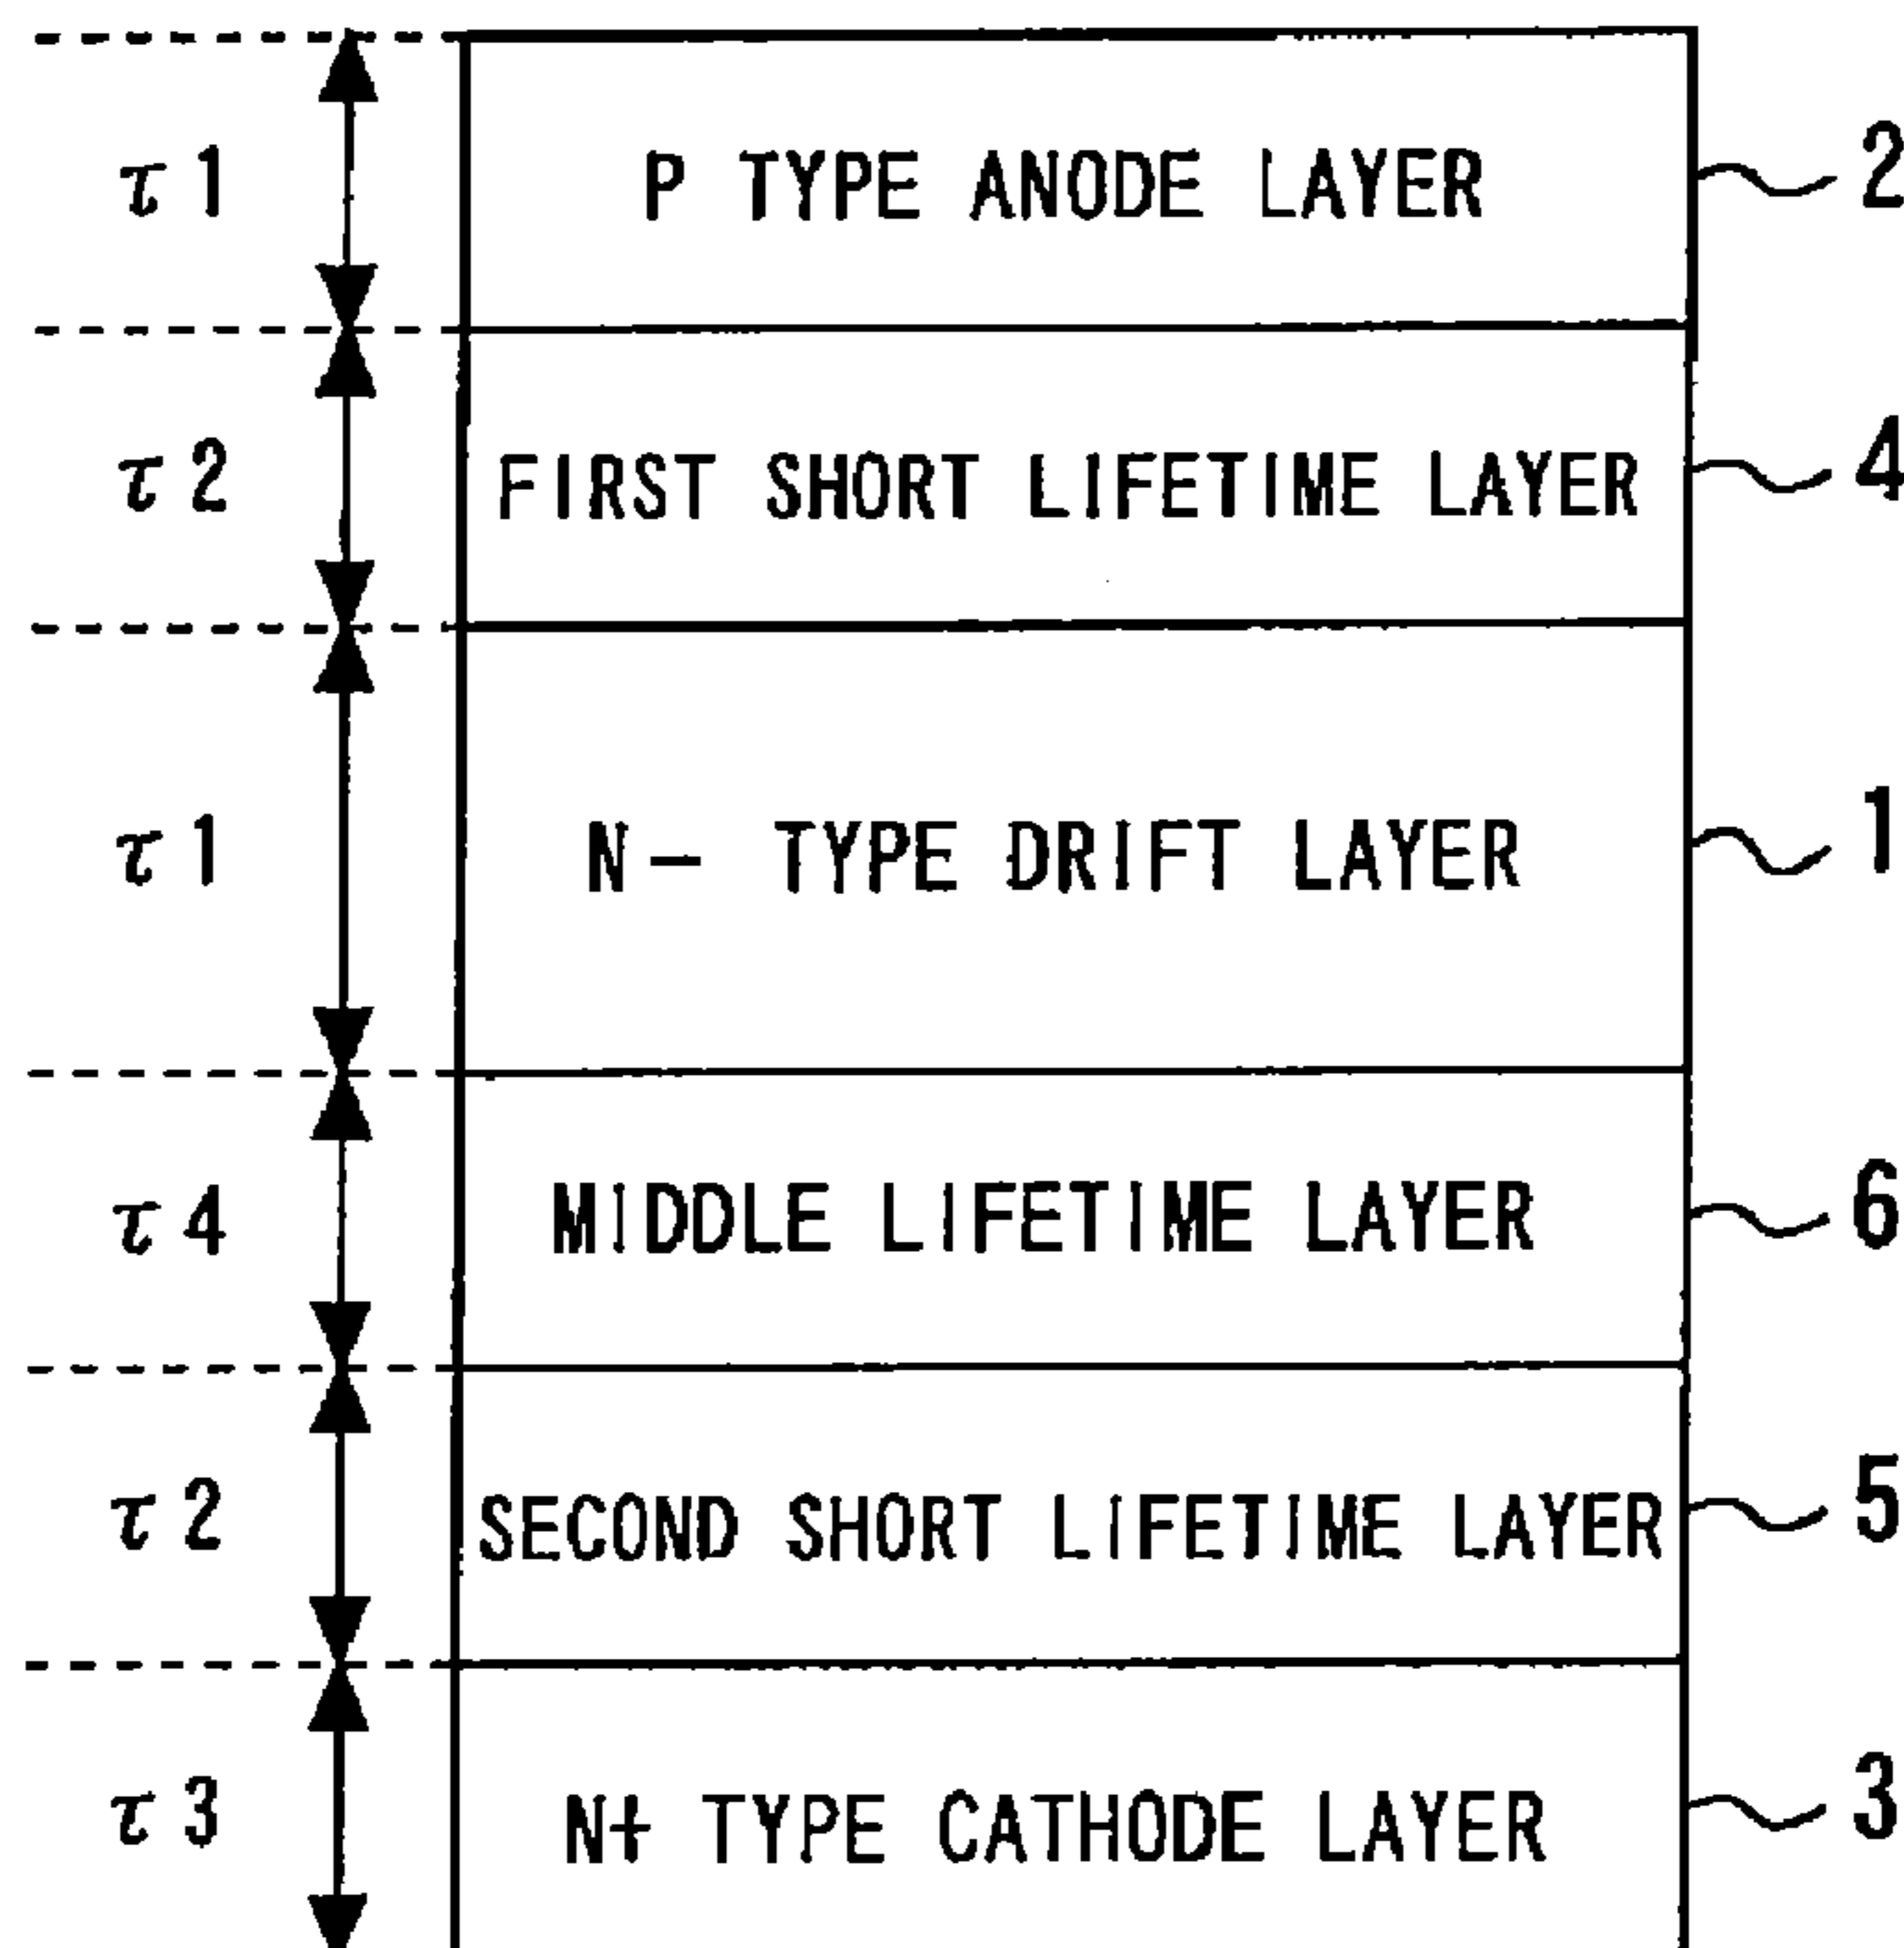 τ1 P TYPE ANODE LAYER 2
τ2 FIRST SHORT LIFETIME LAYER 4
τ1 N- TYPE DRIFT LAYER 1
τ4 MIDDLE LIFETIME LAYER 6
τ2 SECOND SHORT LIFETIME LAYER 5
τ3 N+ TYPE CATHODE LAYER 3